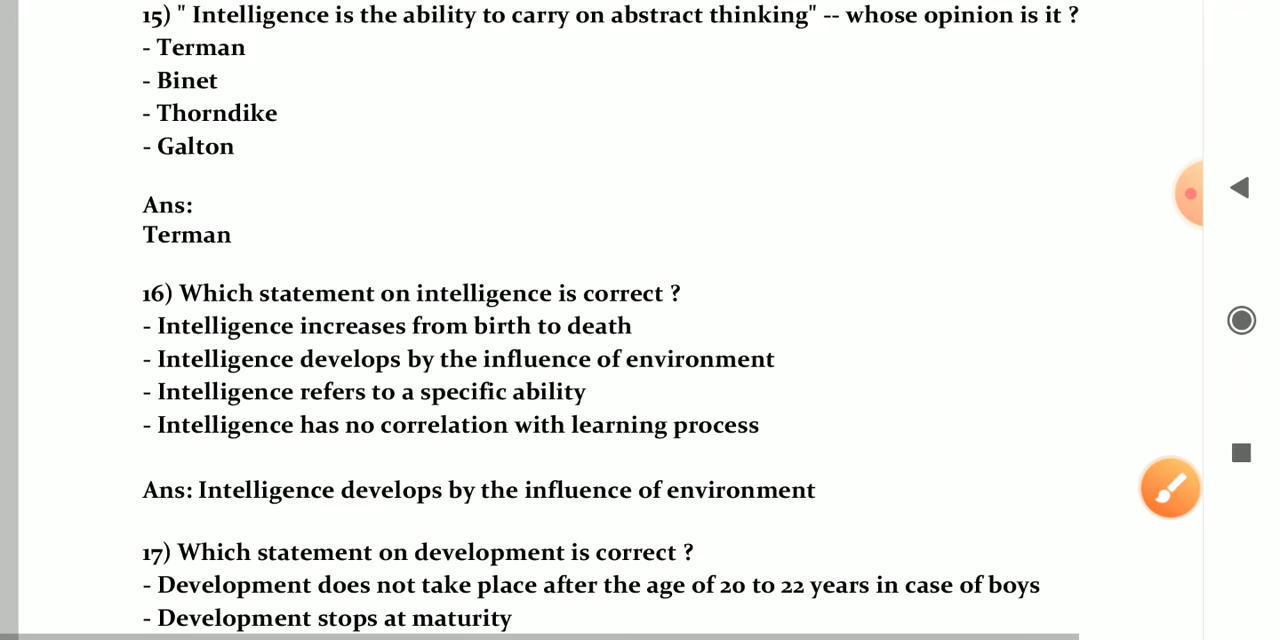 15) " Intelligence is the ability to carry on abstract thinking" -- whose opinion is it ?
- Terman
- Binet
- Thorndike
- Galton
Ans:
Terman
16) Which statement on intelligence is correct ?
- Intelligence increases from birth to death
- Intelligence develops by the influence of environment
- Intelligence refers to a specific ability
- Intelligence has no correlation with learning process
Ans: Intelligence develops by the influence of environment
17) Which statement on development is correct ?
- Development does not take place after the age of 20 to 22 years in case of boys
- Development stops at maturity